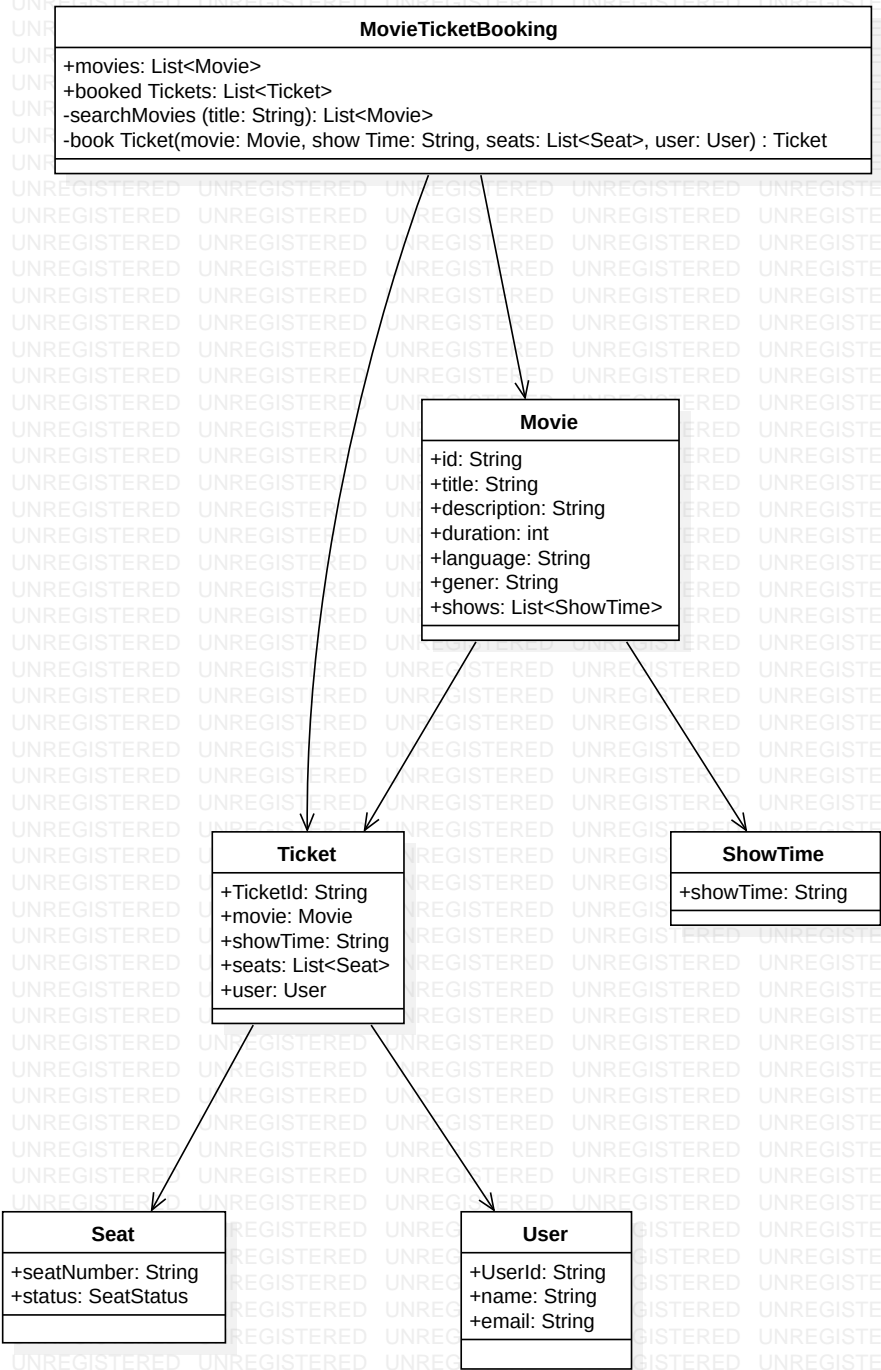 MovieTicketBooking
+movies: List<Movie>
+booked Tickets: List<Ticket>
-searchMovies (title: String): List<Movie>
-book Ticket(movie: Movie, show Time: String, seats: List<Seat>, user: User) : Ticket
Movie
+id: String
+title: String
+description: String
+duration: int
+language: String
+gener: String
+shows: List<ShowTime>
Ticket
+TicketId: String
+movie: Movie
+showTime: String
+seats: List<Seat>
+user: User
ShowTime
+showTime: String
Seat
+seatNumber: String
+status: SeatStatus
User
+UserId: String
+name: String
+email: String
UNREGISTERED